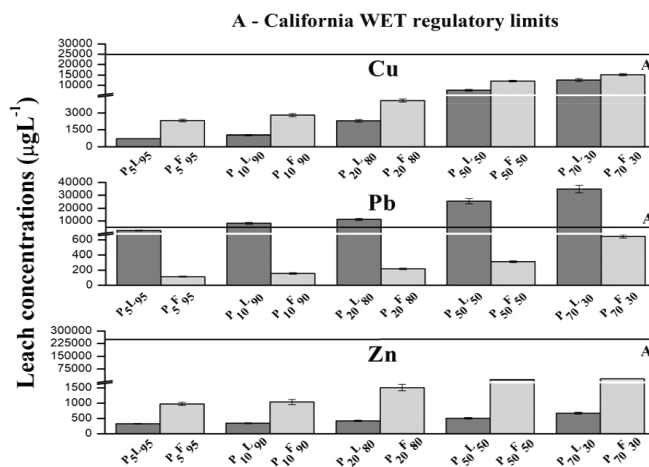 A - California WET regulatory limits
Leach concentrations (µgL⁻¹)
30000
25000
20000
15000
10000
3000
1500
0
Cu
A
P5L95 P5F95 P10L90 P10F90 P20L80 P20F80 P50L50 P50F50 P70L30 P70F30
40000
30000
20000
10000
600
400
200
0
Pb
A
P5L95 P5F95 P10L90 P10F90 P20L80 P20F80 P50L50 P50F50 P70L30 P70F30
300000
225000
150000
75000
1500
1000
500
0
Zn
A
P5L95 P5F95 P10L90 P10F90 P20L80 P20F80 P50L50 P50F50 P70L30 P70F30